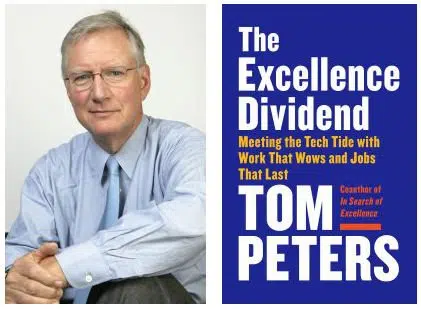 The
Excellence
Dividend
Meeting the Tech Tide with
Work That Wows and Jobs
That Last
TOM
Coauthor of
In Search of
Excellence
PETERS